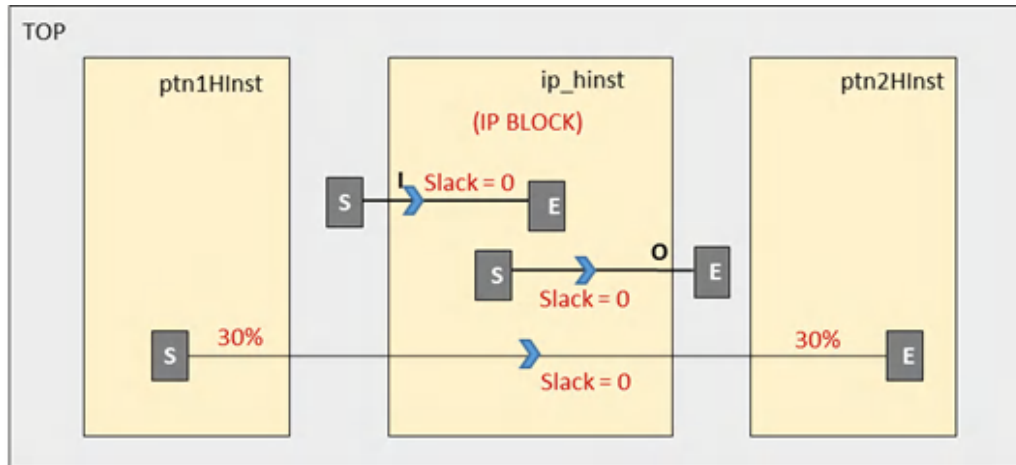 TOP
ptn1HInst
ip_hinst
ptn2HInst
(IP BLOCK)
I
Slack = 0
S
E
S
O
E
Slack = 0
30%
30%
S
E
Slack = 0